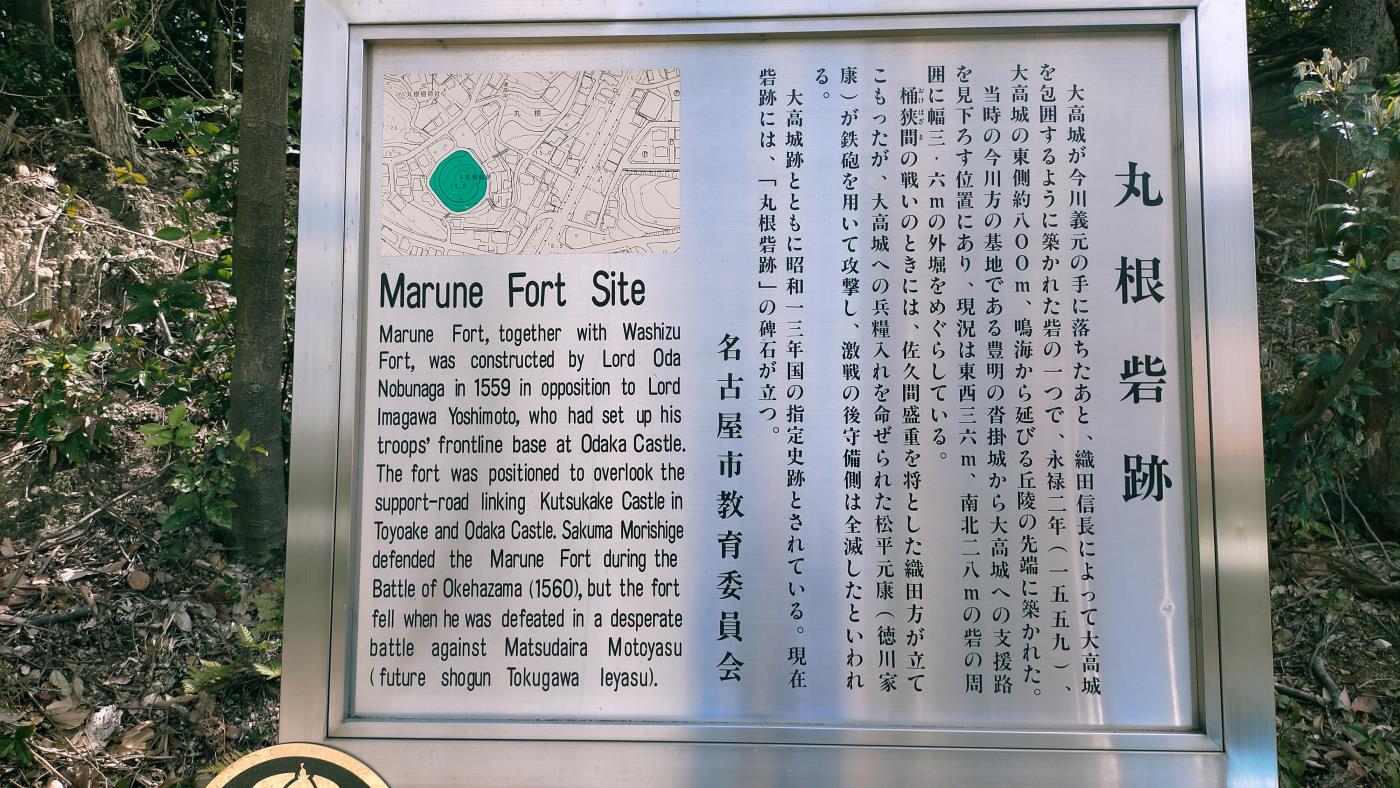 丸根砦跡
大高城が今川義元の手に落ちたあと、織田信長によって大高城
を包囲するように築かれた砦の一つで、永禄二年(一五五九)、
大高城の東側約八〇〇m、鳴海から延びる丘陵の先端に築かれた。
当時の今川方の基地である豊明の沓掛城から大高城への支援路
を見下ろす位置にあり、現況は東西三六m、南北二八mの砦の周
囲に幅三・六mの外堀をめぐらしている。
桶狭間の戦いのときには、佐久間盛重を将とした織田方が立て
こもったが、大高城への兵糧入れを命ぜられた松平元康(徳川家
康)が鉄砲を用いて攻撃し、激戦の後守備側は全滅したといわれ
る。
大高城跡とともに昭和一三年国の指定史跡とされている。現在
砦跡には、「丸根砦跡」の碑石が立つ。
名古屋市教育委員会
丸根
Marune Fort Site
Marune Fort, together with Washizu
Fort, was constructed by Lord Oda
Nobunaga in 1559 in opposition to Lord
Imagawa Yoshimoto, who had set up his
troops' frontline base at Odaka Castle.
The fort was positioned to overlook the
support-road linking Kutsukake Castle in
Toyoake and Odaka Castle. Sakuma Morishige
defended the Marune Fort during the
Battle of Okehazama (1560), but the fort
fell when he was defeated in a desperate
battle against Matsudaira Motoyasu
(future shogun Tokugawa Ieyasu).